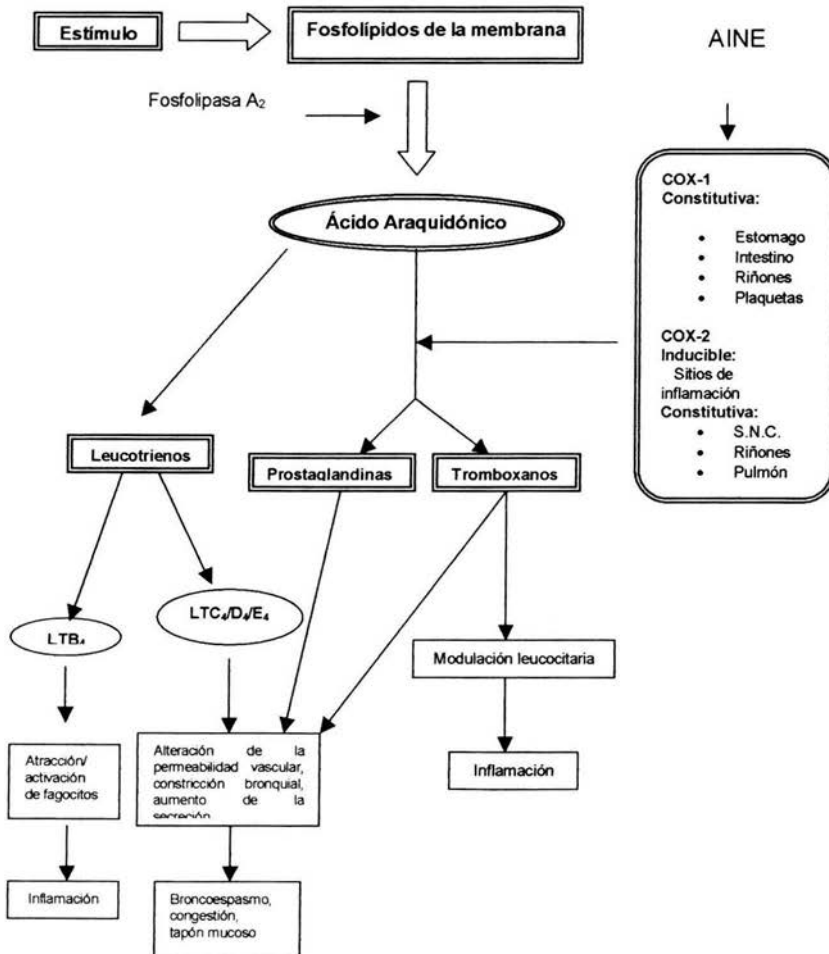 Estímulo
Fosfolípidos de la membrana
AINE
Fosfolipasa A₂
COX-1
Constitutiva:
• Estomago
• Intestino
• Riñones
• Plaquetas
COX-2
Inducible:
Sitios de
inflamación
Constitutiva:
• S.N.C.
• Riñones
• Pulmón
Ácido Araquidónico
Leucotrienos
Prostaglandinas
Tromboxanos
LTB₄
LTC₄/D₄/E₄
Modulación leucocitaria
Atracción/
activación
de fagocitos
Alteración de la
permeabilidad vascular,
constricción bronquial,
aumento de la
secreción
Inflamación
Inflamación
Broncoespasmo,
congestión,
tapón mucoso